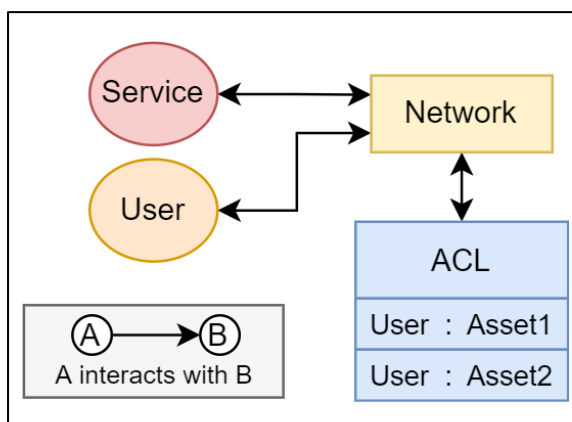 Service
Network
User
ACL
User : Asset1
User : Asset2
A
B
A interacts with B